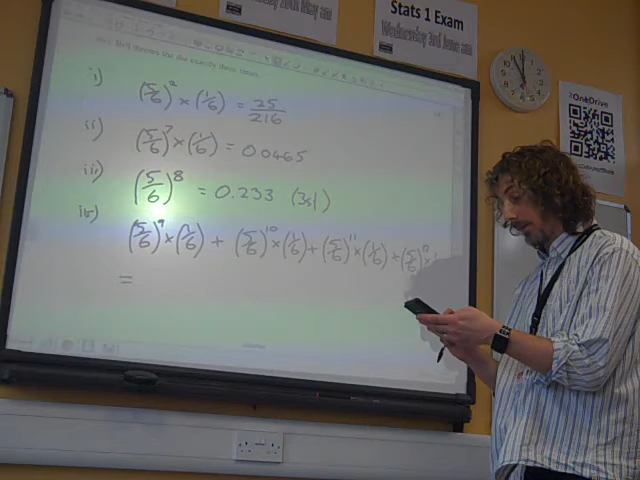 Stats 1 Exam
Wednesday 3rd June am
OneDrive
i) (5/6)^2 × (1/6) = 25/216
ii) (5/6)^7 × (1/6) = 0.0465
iii) (5/6)^8 = 0.233 (3sf)
iv) (5/6)^9 × (1/6) + (5/6)^10 × (1/6) + (5/6)^11 × (1/6) + (5/6)
=